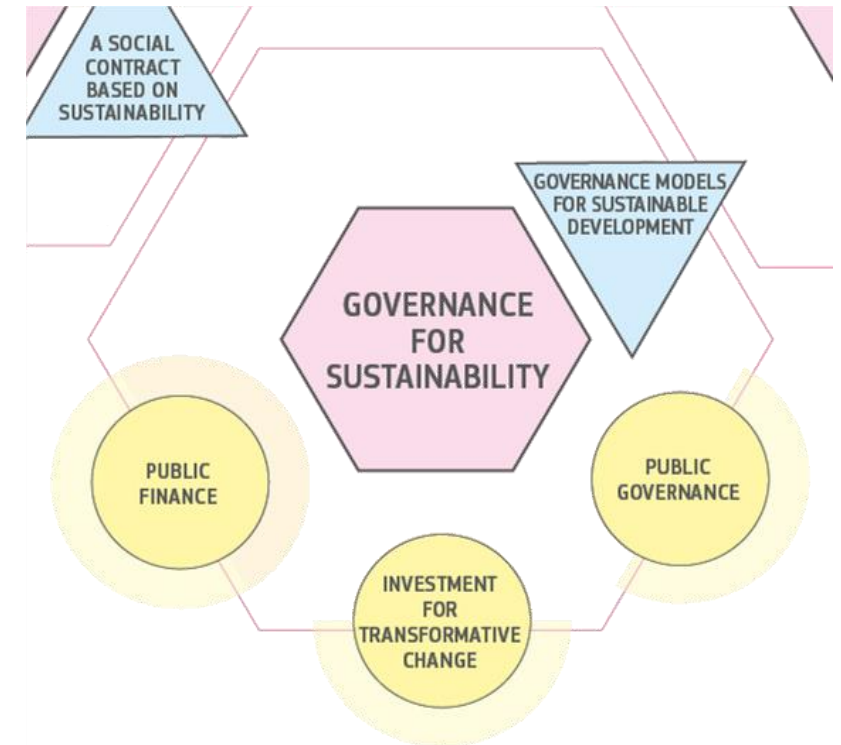 A SOCIAL
CONTRACT
BASED ON
SUSTAINABILITY
GOVERNANCE MODELS
FOR SUSTAINABLE
DEVELOPMENT
GOVERNANCE
FOR
SUSTAINABILITY
PUBLIC
FINANCE
PUBLIC
GOVERNANCE
INVESTMENT
FOR
TRANSFORMATIVE
CHANGE